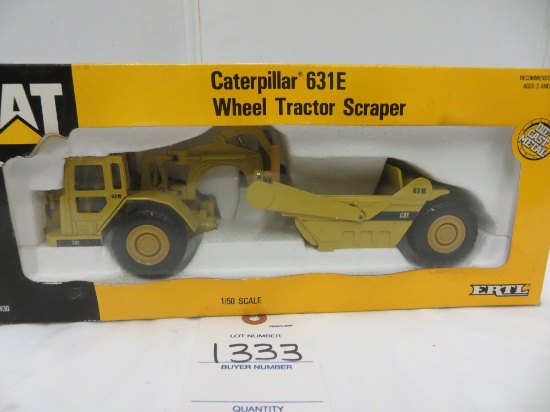 AT
Caterpillar® 631E
Wheel Tractor Scraper
RECOMMENDED
AGES 3 AND
DIE
CAST
METAL
631E
CAT
CAT
1/50 SCALE
ERTL
LOT NUMBER
1333
BUYER NUMBER
QUANTITY